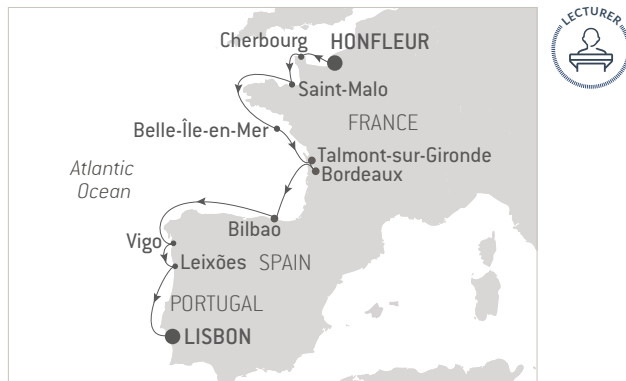 LECTURER
Cherbourg
HONFLEUR
Saint-Malo
FRANCE
Belle-Île-en-Mer
Talmont-sur-Gironde
Bordeaux
Atlantic
Ocean
Bilbao
Vigo
Leixões
SPAIN
PORTUGAL
LISBON